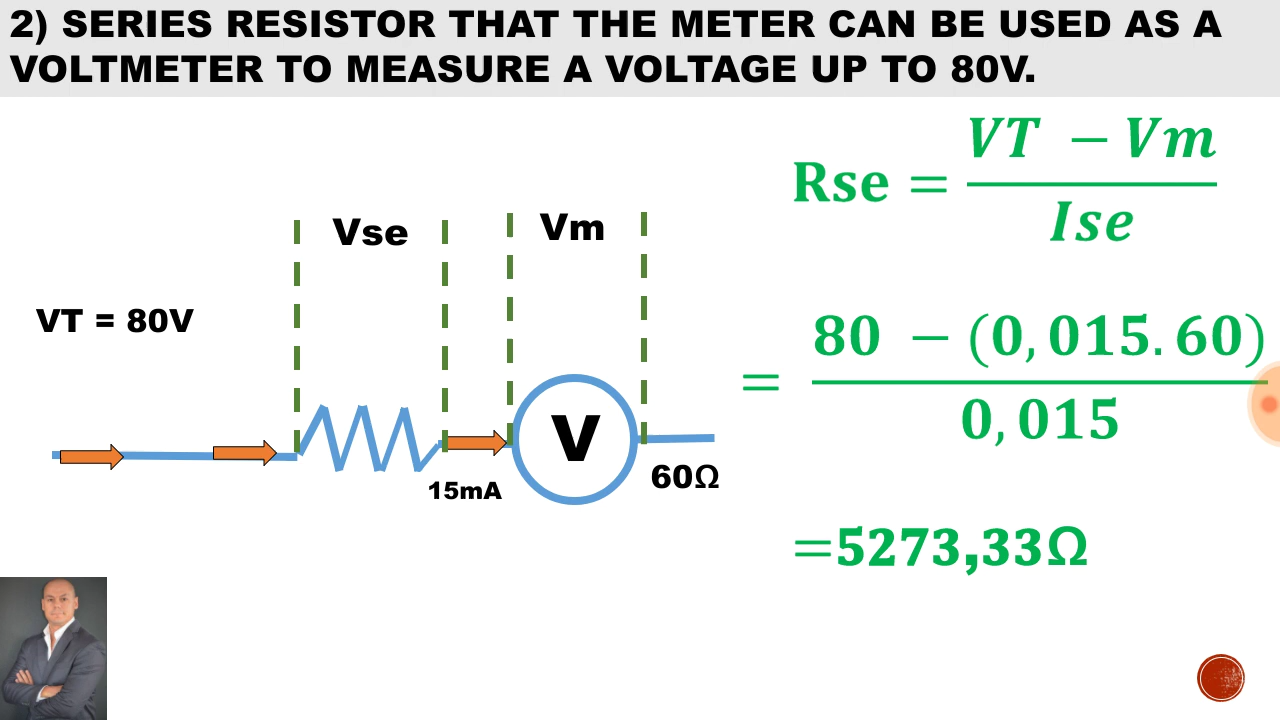 2) SERIES RESISTOR THAT THE METER CAN BE USED AS A
VOLTMETER TO MEASURE A VOLTAGE UP TO 80V.
VT = 80V
Vse
Vm
15mA
V
60Ω
Rse = VT − Vm / Ise
= 80 − (0,015.60) / 0,015
=5273,33Ω